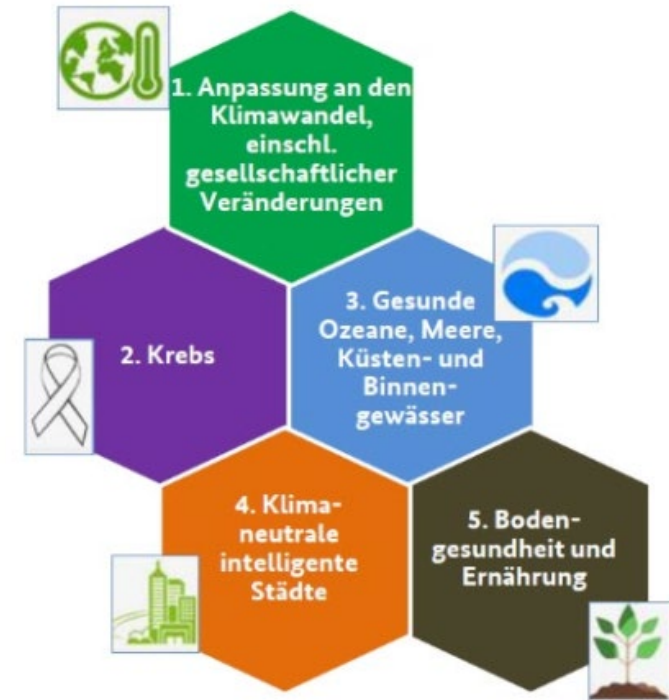 1. Anpassung an den
Klimawandel,
einschl.
gesellschaftlicher
Veränderungen
2. Krebs
3. Gesunde
Ozeane, Meere,
Küsten- und
Binnen-
gewässer
4. Klima-
neutrale
intelligente
Städte
5. Boden-
gesundheit und
Ernährung